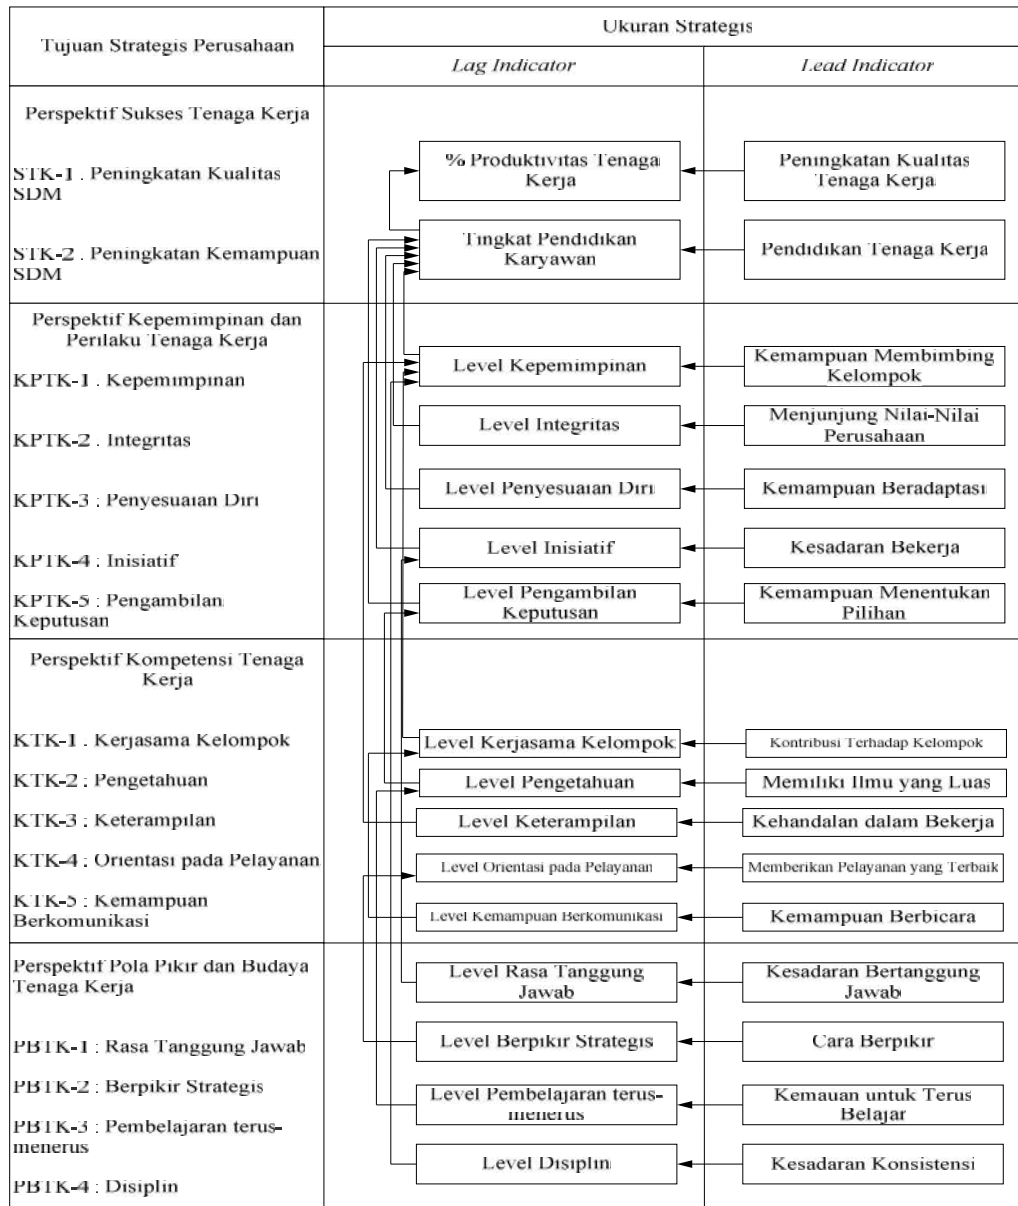 Tujuan Strategis Perusahaan
Ukuran Strategis
Lag Indicator
Lead Indicator
Perspektif Sukses Tenaga Kerja
STK-1 : Peningkatan Kualitas
SDM
STK-2 : Peningkatan Kemampuan
SDM
% Produktivitas Tenaga
Kerja
Peningkatan Kualitas
Tenaga Kerja
Tingkat Pendidikan
Karyawan
Pendidikan Tenaga Kerja
Perspektif Kepemimpinan dan
Perilaku Tenaga Kerja
KPTK-1 : Kepemimpinan
KPTK-2 : Integritas
KPTK-3 : Penyesuaian Diri
KPTK-4 : Inisiatif
KPTK-5 : Pengambilan
Keputusan
Level Kepemimpinan
Kemampuan Membimbing
Kelompok
Level Integritas
Menjunjung Nilai-Nilai
Perusahaan
Level Penyesuaian Diri
Kemampuan Beradaptasi
Level Inisiatif
Kesadaran Bekerja
Level Pengambilan
Keputusan
Kemampuan Menentukan
Pilihan
Perspektif Kompetensi Tenaga
Kerja
KTK-1 : Kerjasama Kelompok
KTK-2 : Pengetahuan
KTK-3 : Keterampilan
KTK-4 : Orientasi pada Pelayanan
KTK-5 : Kemampuan
Berkomunikasi
Level Kerjasama Kelompok
Kontribusi Terhadap Kelompok
Level Pengetahuan
Memiliki Ilmu yang Luas
Level Keterampilan
Kehandalan dalam Bekerja
Level Orientasi pada Pelayanan
Memberikan Pelayanan yang Terbaik
Level Kemampuan Berkomunikasi
Kemampuan Berbicara
Perspektif Pola Pikir dan Budaya
Tenaga Kerja
PBTK-1 : Rasa Tanggung Jawab
PBTK-2 : Berpikir Strategis
PBTK-3 : Pembelajaran terus-
menerus
PBTK-4 : Disiplin
Level Rasa Tanggung
Jawab
Kesadaran Bertanggung
Jawab
Level Berpikir Strategis
Cara Berpikir
Level Pembelajaran terus-
menerus
Kemauan untuk Terus
Belajar
Level Disiplin
Kesadaran Konsistensi